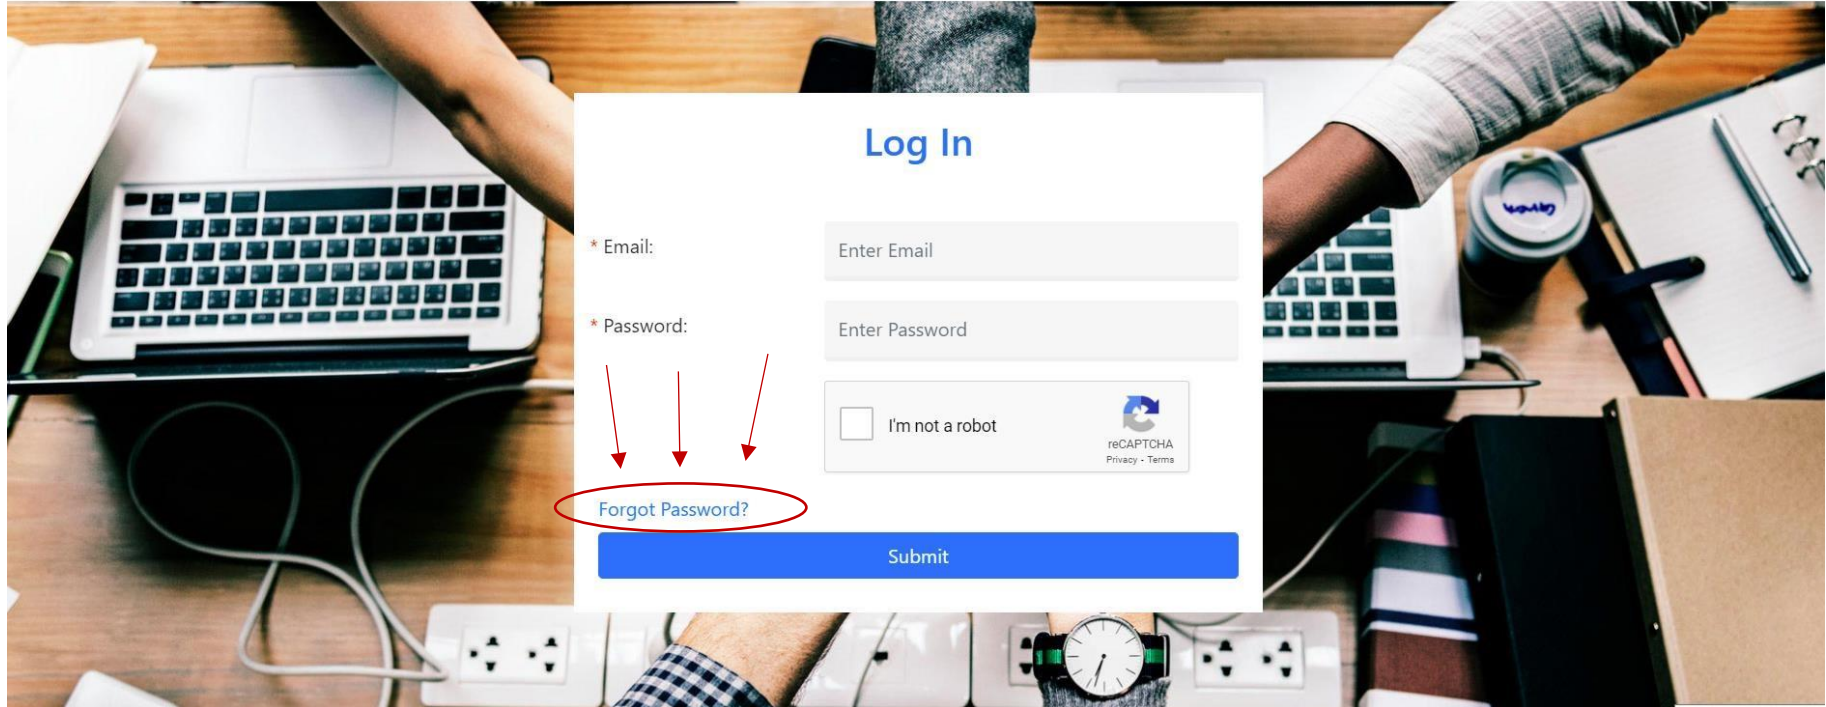 Log In
* Email:
Enter Email
* Password:
Enter Password
I'm not a robot
reCAPTCHA
Privacy - Terms
Forgot Password?
Submit